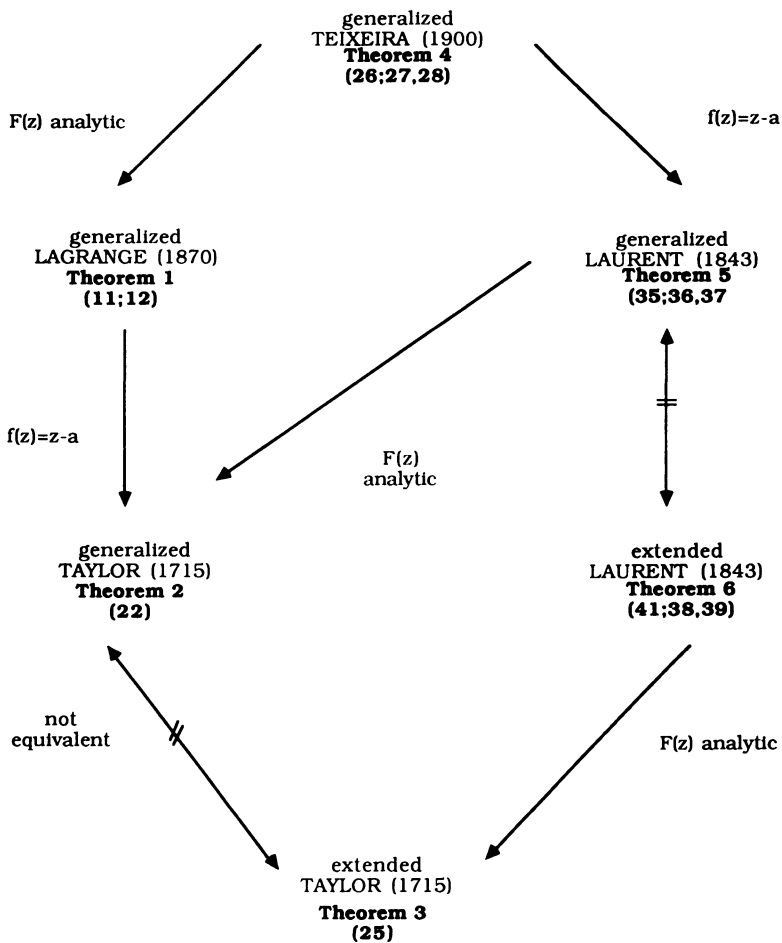 generalized
TEIXEIRA (1900)
Theorem 4
(26;27,28)
F(z) analytic
f(z)=z-a
generalized
LAGRANGE (1870)
Theorem 1
(11;12)
generalized
LAURENT (1843)
Theorem 5
(35;36,37
f(z)=z-a
F(z)
analytic
generalized
TAYLOR (1715)
Theorem 2
(22)
extended
LAURENT (1843)
Theorem 6
(41;38,39)
not
equivalent
F(z) analytic
extended
TAYLOR (1715)
Theorem 3
(25)